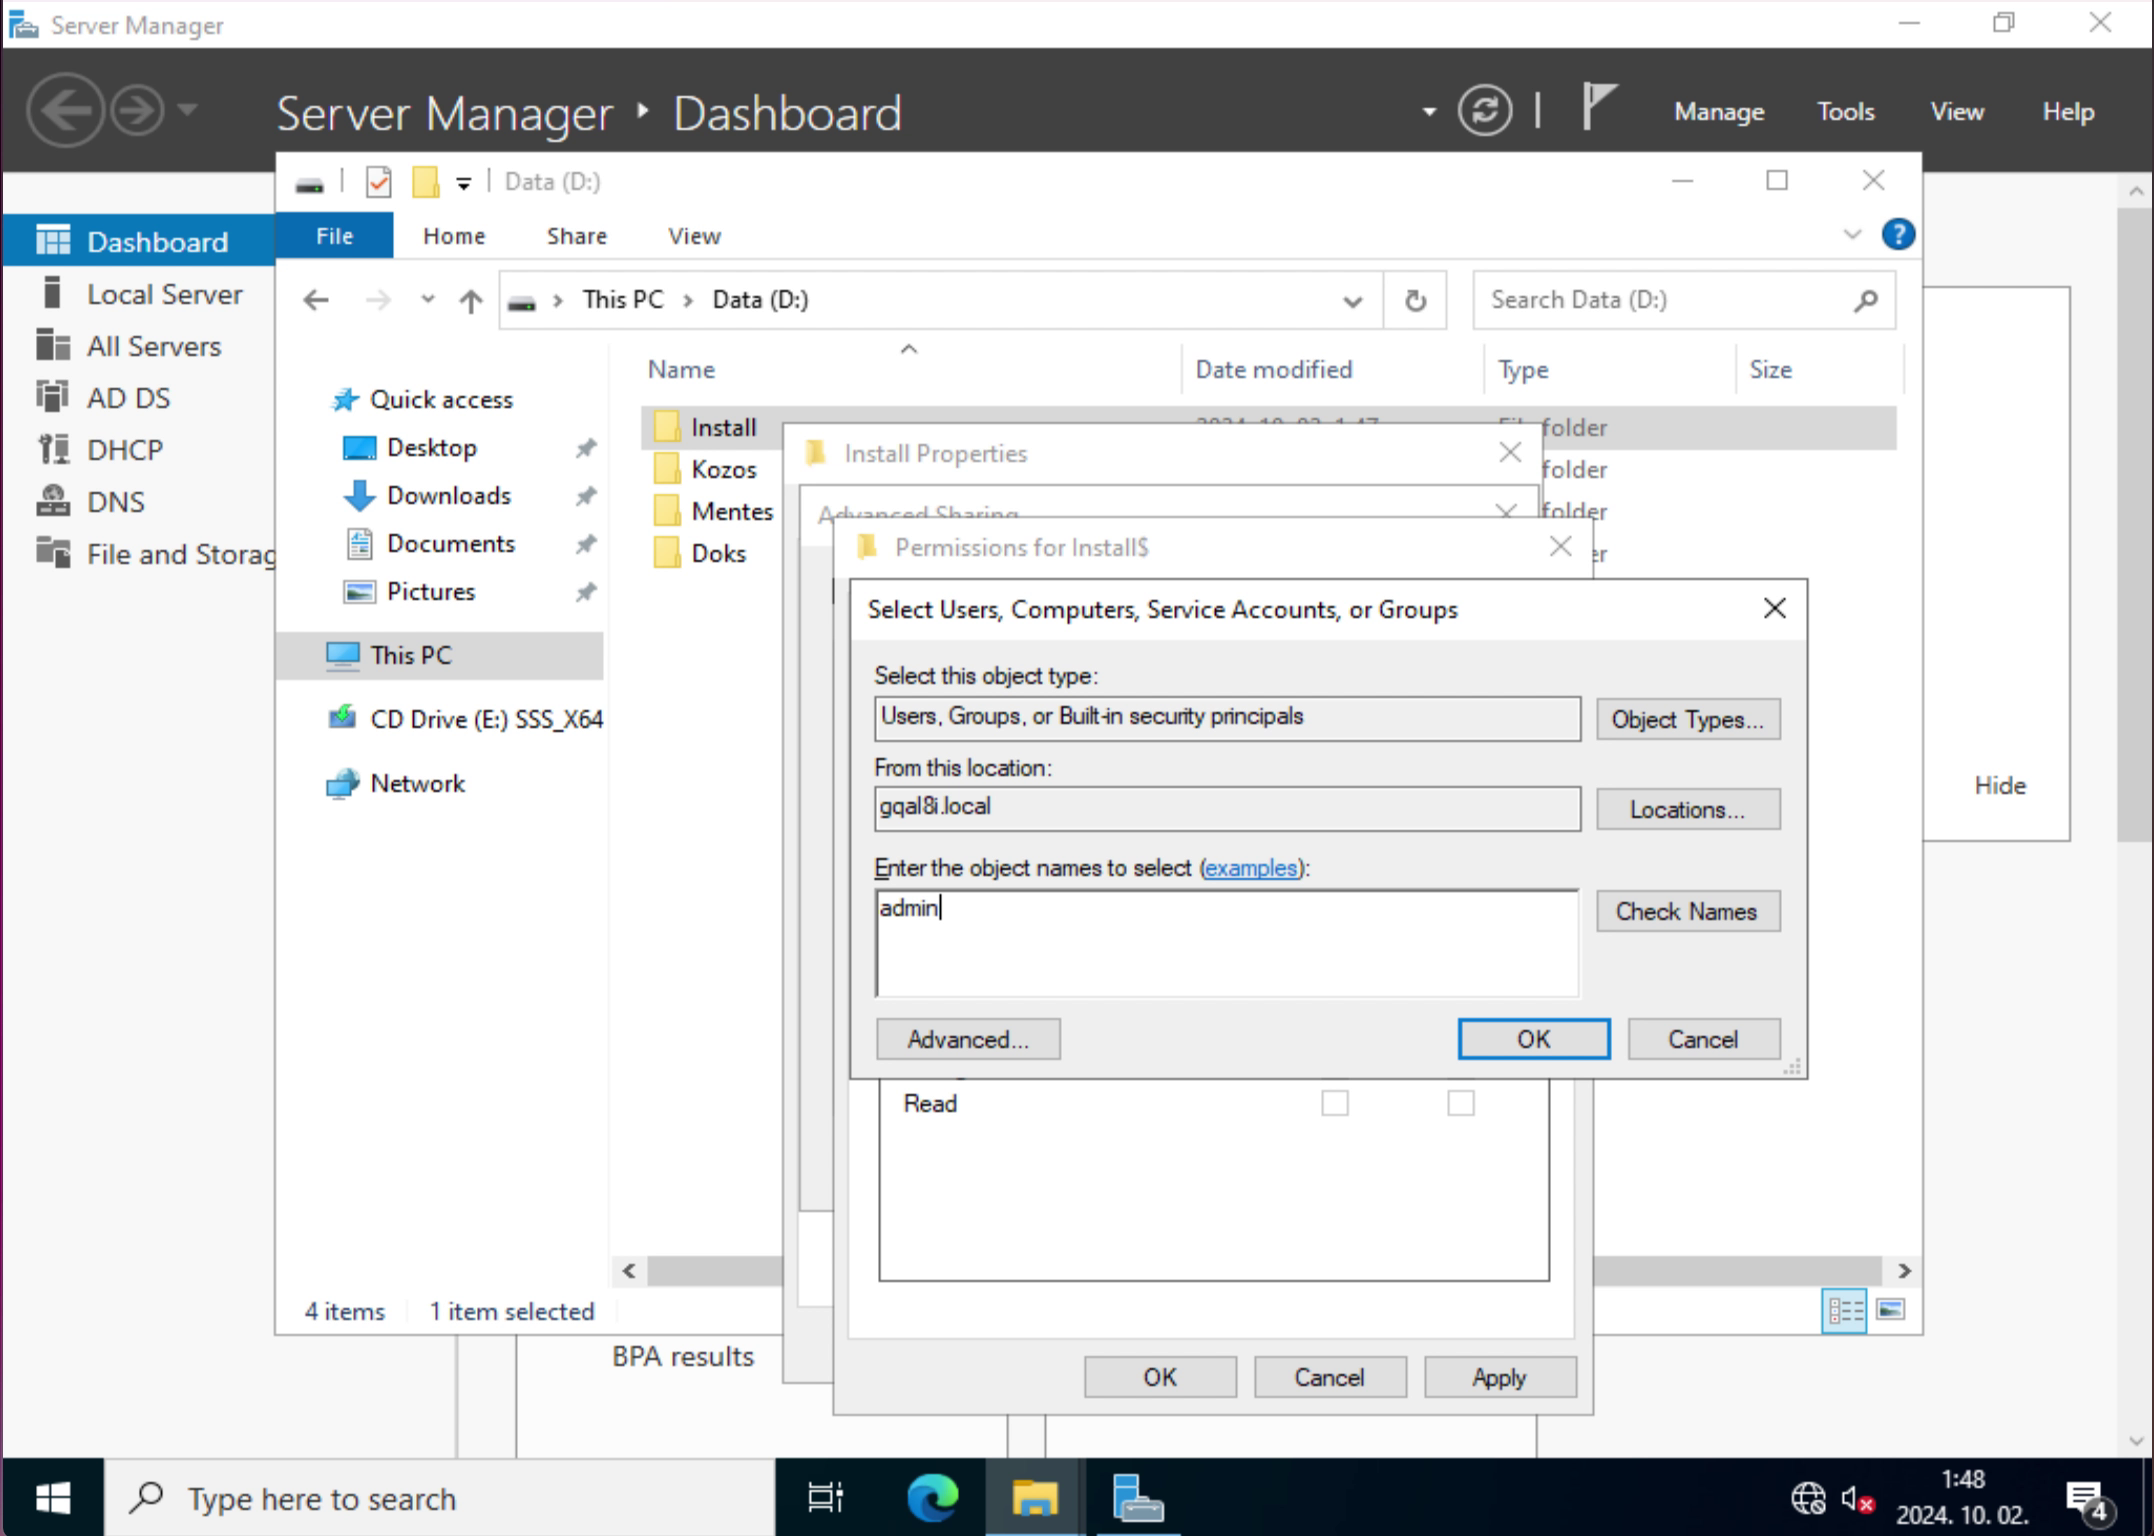 Server Manager
Server Manager ‣ Dashboard
Manage Tools View Help
Data (D:)
File Home Share View
This PC > Data (D:)
Search Data (D:)
Name Date modified Type Size
Dashboard
Local Server
All Servers
AD DS
DHCP
DNS
File and Storag
Quick access
Desktop
Downloads
Documents
Pictures
This PC
CD Drive (E:) SSS_X64
Network
Install
folder
Kozos
folder
Mentes
folder
Doks
er
Install Properties
Advanced Sharing
Permissions for Install$
Select Users, Computers, Service Accounts, or Groups
Select this object type:
Users, Groups, or Built-in security principals
Object Types...
From this location:
gqal8i.local
Locations...
Enter the object names to select (examples):
admin
Check Names
Advanced...
OK
Cancel
Read
OK
Cancel
Apply
Hide
4 items
1 item selected
BPA results
Type here to search
1:48
2024. 10. 02.
4